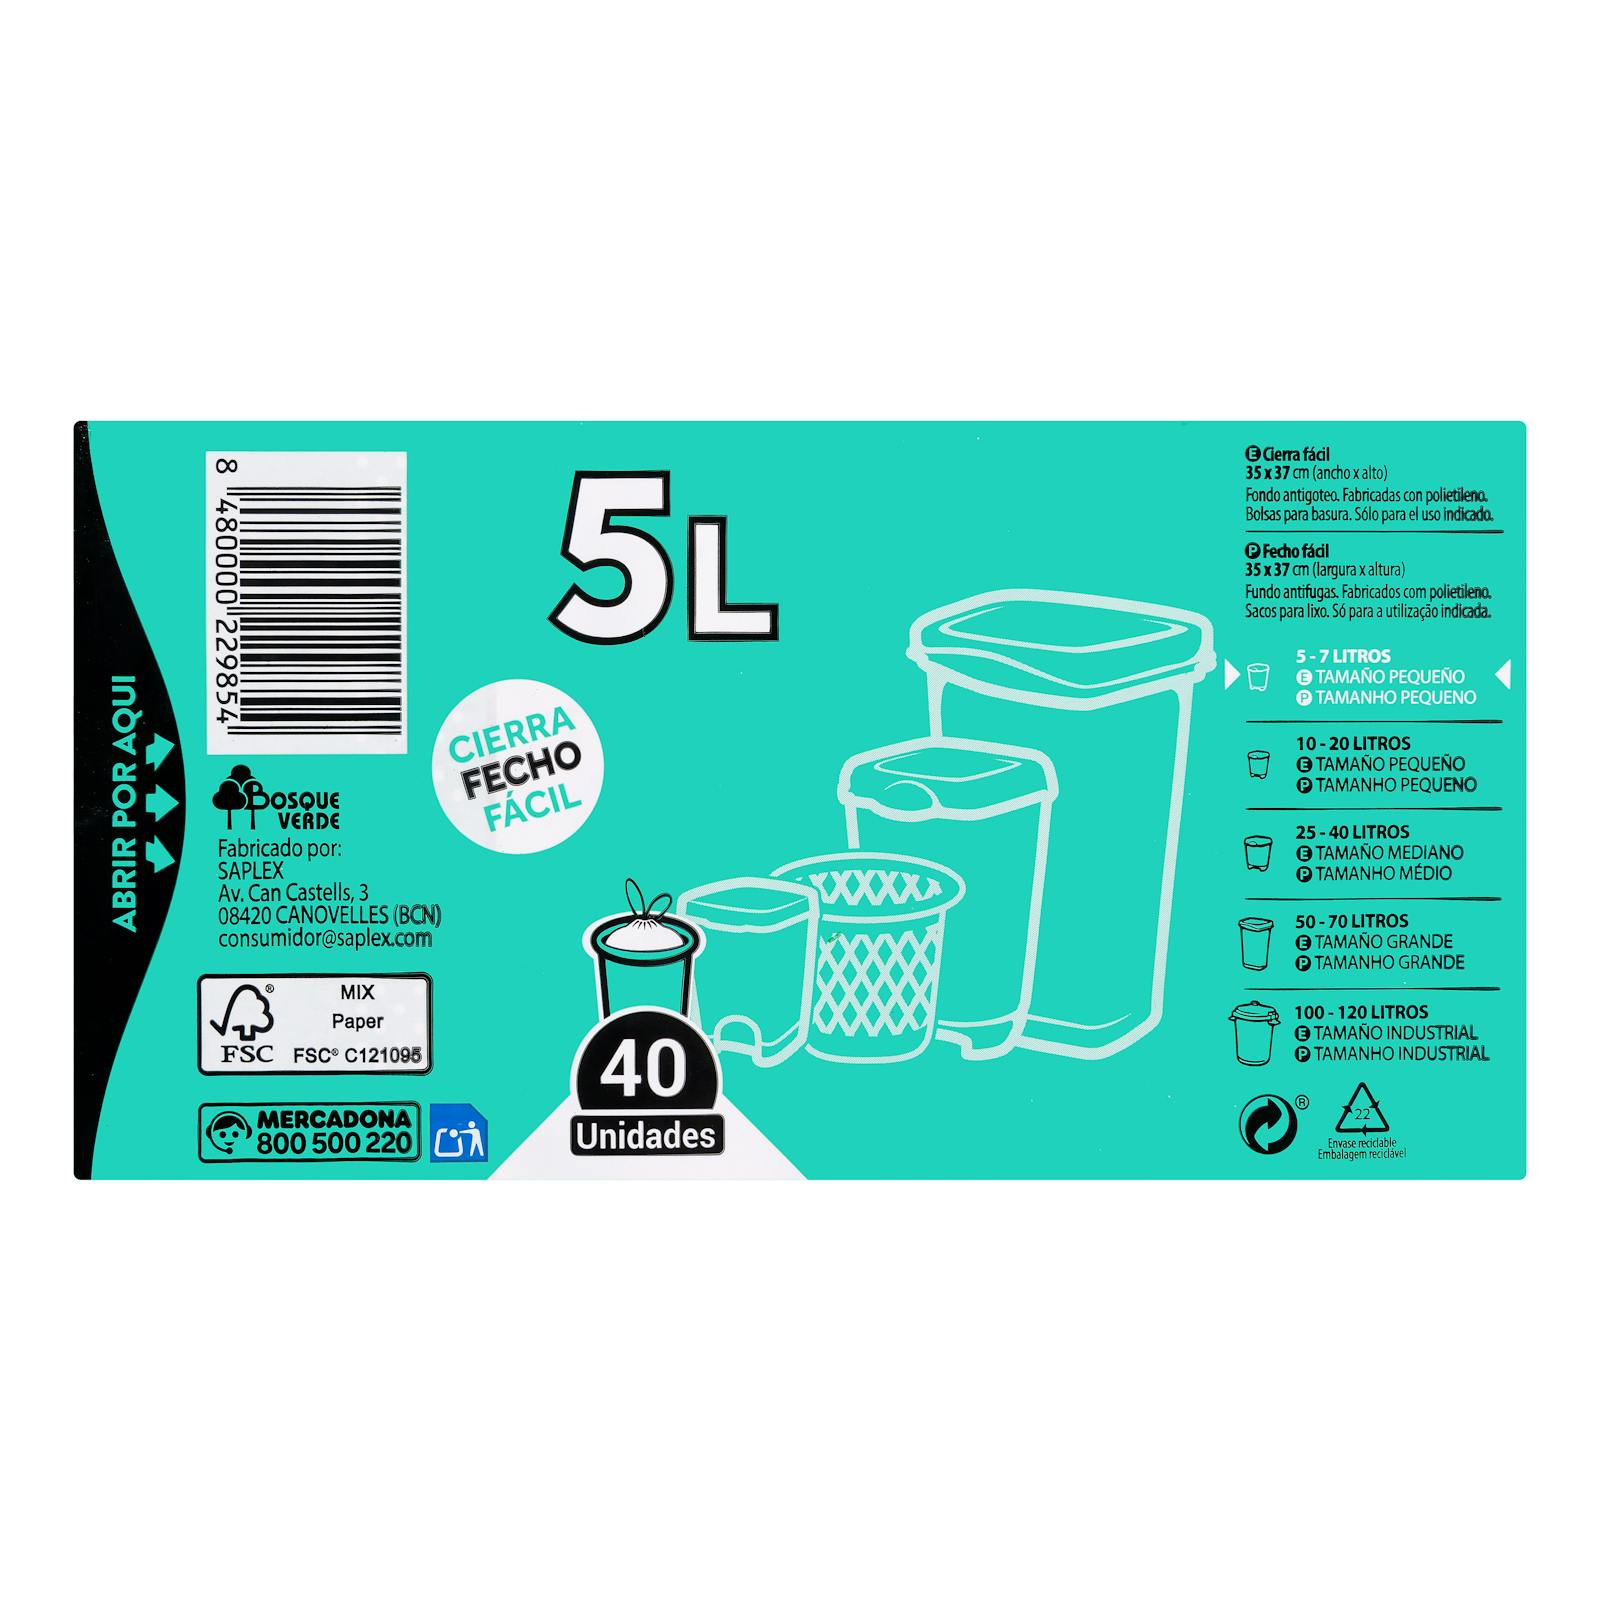 ABRIR POR AQUI
8 480000 229854
BOSQUE
VERDE
Fabricado por:
SAPLEX
Av. Can Castells, 3
08420 CANOVELLES (BCN)
consumidor@saplex.com
FSC
®
MIX
Paper
FSC® C121095
MERCADONA
800 500 220
5L
CIERRA
FECHO
FÁCIL
40
Unidades
E Cierra fácil
35 x 37 cm (ancho x alto)
Fondo antigoteo. Fabricadas con polietileno.
Bolsas para basura. Sólo para el uso indicado.
P Fecho fácil
35 x 37 cm (largura x altura)
Fundo antifugas. Fabricados com polietileno.
Sacos para lixo. Só para a utilização indicada.
5 - 7 LITROS
E TAMAÑO PEQUEÑO
P TAMANHO PEQUENO
10 - 20 LITROS
E TAMAÑO PEQUEÑO
P TAMANHO PEQUENO
25 - 40 LITROS
E TAMAÑO MEDIANO
P TAMANHO MÉDIO
50 - 70 LITROS
E TAMAÑO GRANDE
P TAMANHO GRANDE
100 - 120 LITROS
E TAMAÑO INDUSTRIAL
P TAMANHO INDUSTRIAL
®
22
Envase reciclable
Embalagem reciclável